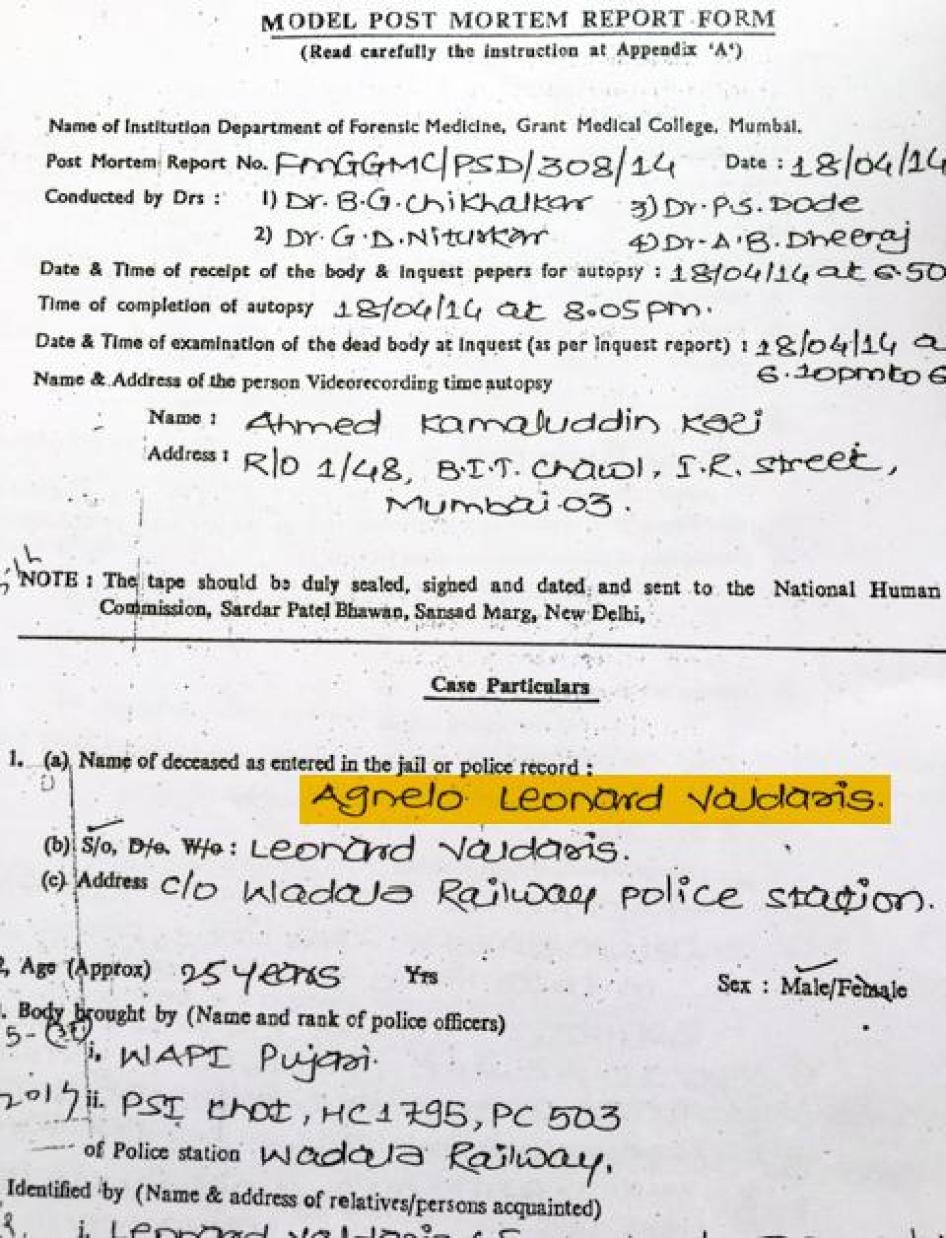 MODEL POST MORTEM REPORT FORM
(Read carefully the instruction at Appendix 'A')
Name of Institution Department of Forensic Medicine, Grant Medical College, Mumbai.
Post Mortem Report No. FMGGMC/PSD/308/14 Date : 18/04/14
Conducted by Drs : 1) Dr. B.G. Chikhalkar 3) Dr. P.S. Dode
2) Dr. G.D. Niturkar 4) Dr. A.B. Dheeraj
Date & Time of receipt of the body & inquest pepers for autopsy : 18/04/14 at 6.50
Time of completion of autopsy 18/04/14 at 8.05 pm.
Date & Time of examination of the dead body at inquest (as per inquest report) : 18/04/14 a
6.10pm to 6
Name & Address of the person Videorecording time autopsy
Name : Ahmed Kamaluddin Kazi
Address : R/o 1/48, B.I.T. Chawl, I.R. Street,
Mumbai 03.
NOTE : The tape should be duly sealed, signed and dated and sent to the National Human
Commission, Sardar Patel Bhawan, Sansad Marg, New Delhi,
Case Particulars
1. (a) Name of deceased as entered in the jail or police record :
Agnelo Leonard Valdaris.
(b) S/o, D/o. W/o : Leonard Valdaris.
(c) Address C/o Wadala Railway police station.
2, Age (Approx) 25 years Yrs Sex : Male/Female
. Body brought by (Name and rank of police officers)
i. WAPI Pujari.
ii. PSI Khot, HC1795, PC 503
of Police station Wadala Railway.
Identified by (Name & address of relatives/persons acquainted)
i. Leonard Valdaris